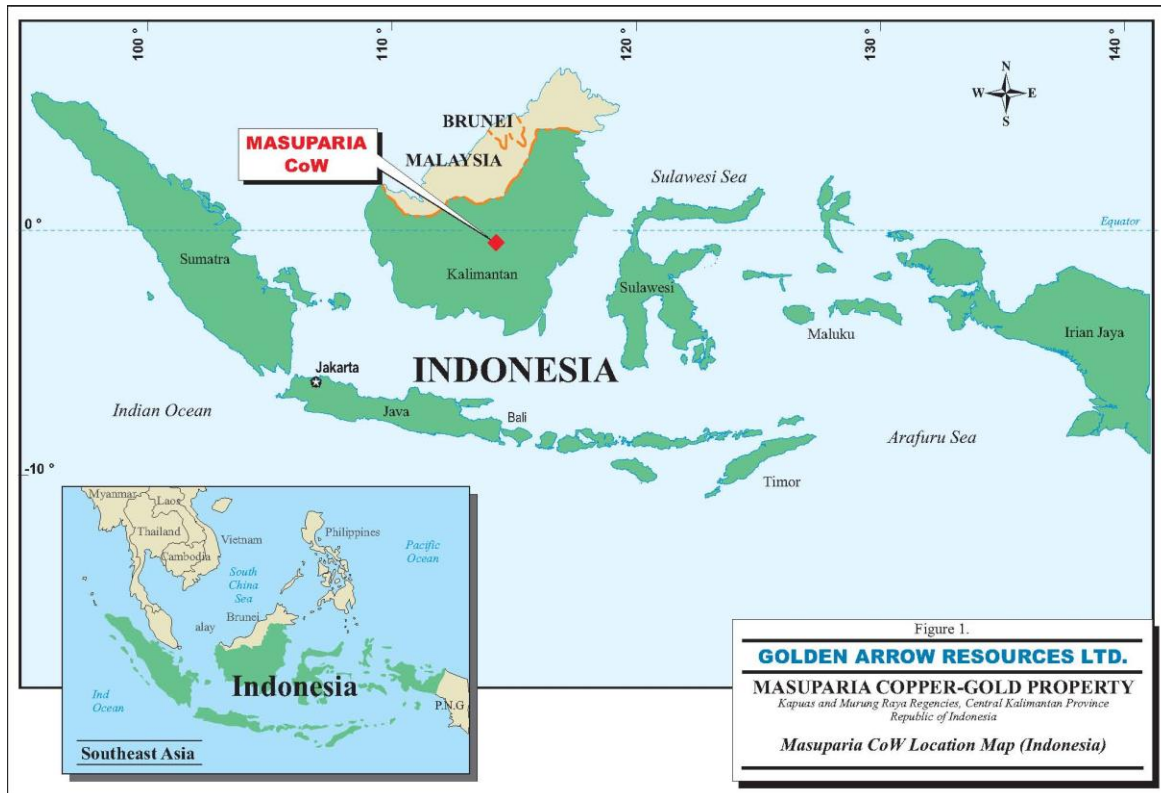 100 °
110 °
120 °
130 °
140 °
N
W E
S
BRUNEI
MASUPARIA
CoW
MALAYSIA
Sulawesi Sea
0 °
Equator
Sumatra
Kalimantan
Sulawesi
Maluku
Irian Jaya
Jakarta
INDONESIA
Indian Ocean
Java
Bali
Arafuru Sea
-10 °
Timor
Myanmar
Laos
Thailand
Vietnam
Philippines
Cambodia
Pacific
Ocean
South
China
Sea
Brunei
alay
Indonesia
Ind
Ocean
P.N.G
Southeast Asia
Figure 1.
GOLDEN ARROW RESOURCES LTD.
MASUPARIA COPPER-GOLD PROPERTY
Kapuas and Murung Raya Regencies, Central Kalimantan Province
Republic of Indonesia
Masuparia CoW Location Map (Indonesia)